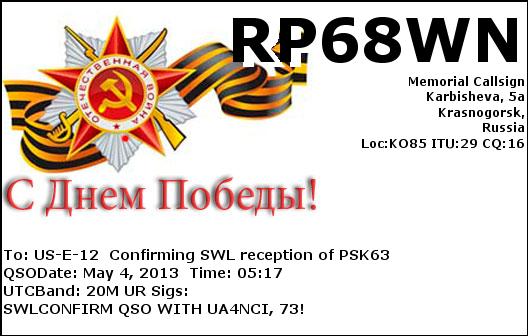 RP68WN
Memorial Callsign
Karbisheva, 5a
Krasnogorsk,
Russia
Loc:KO85 ITU:29 CQ:16
ОТЕЧЕСТВЕННАЯ ВОЙНА
С Днем Победы!
To: US-E-12 Confirming SWL reception of PSK63
QSODate: May 4, 2013 Time: 05:17
UTCBand: 20M UR Sigs:
SWLCONFIRM QSO WITH UA4NCI, 73!